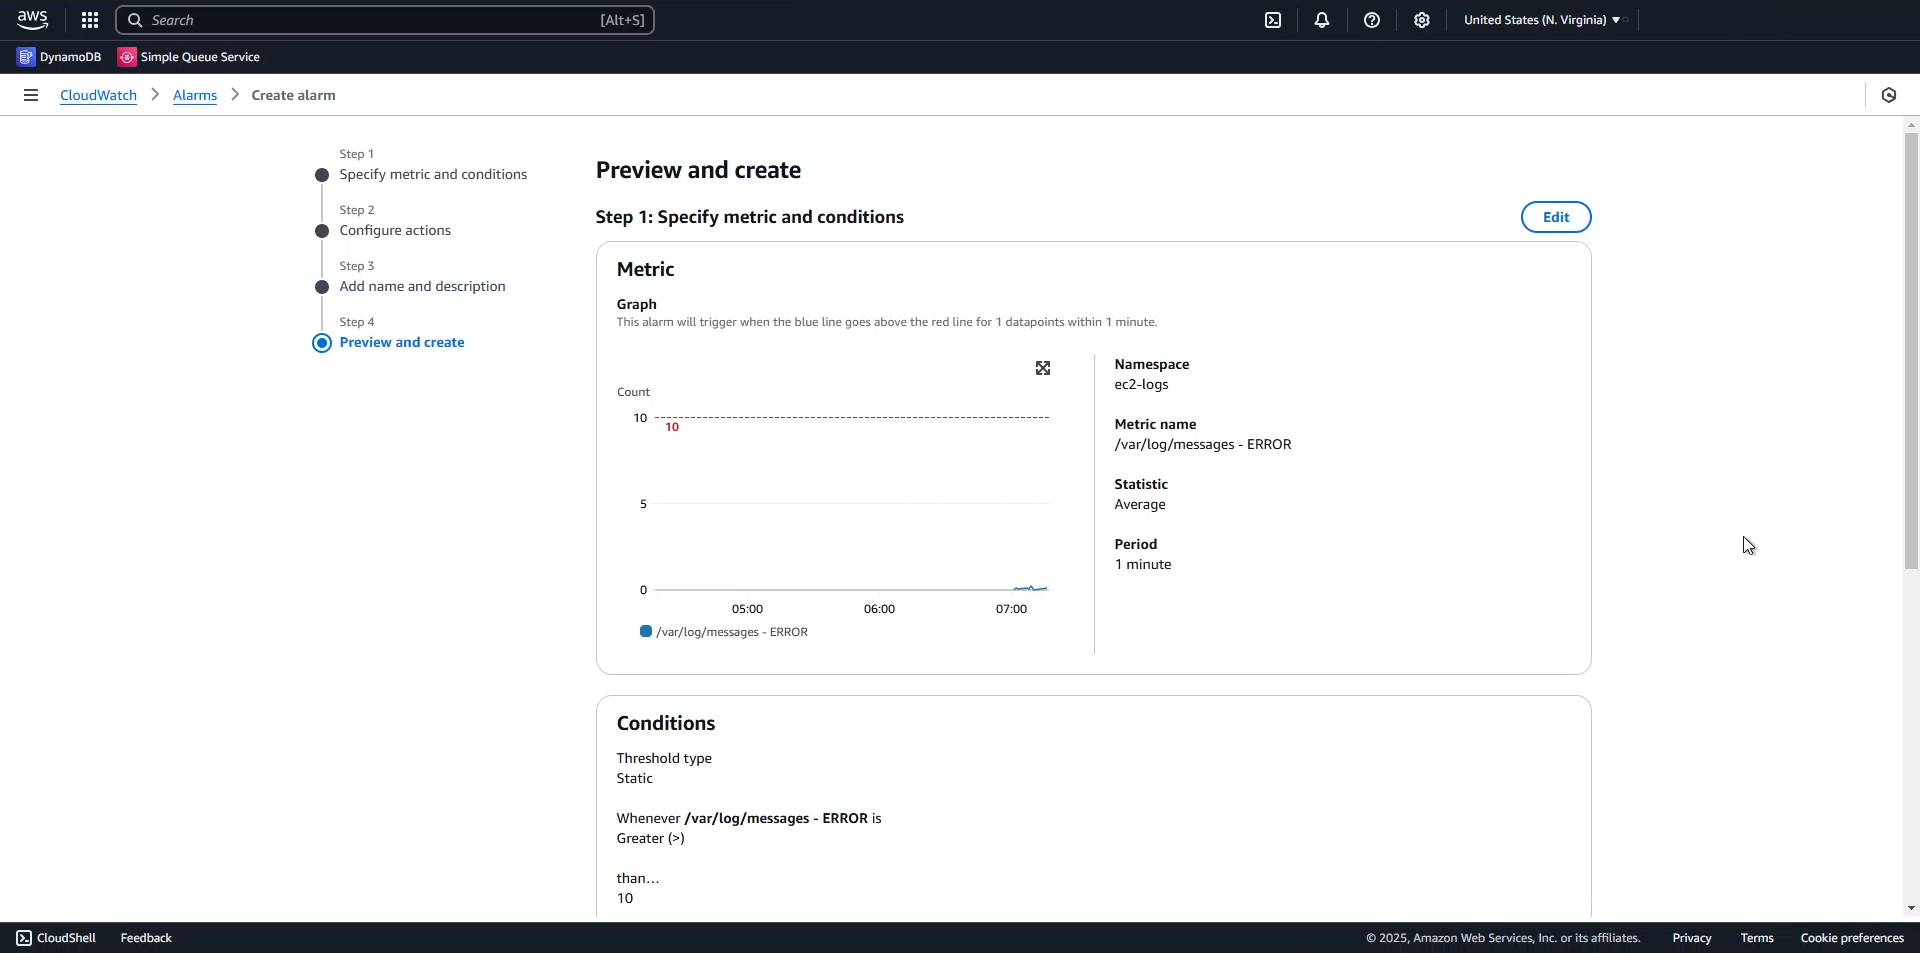 aws
Search [Alt+S]
United States (N. Virginia) ▼
DynamoDB
Simple Queue Service
CloudWatch > Alarms > Create alarm
Step 1
Specify metric and conditions
Step 2
Configure actions
Step 3
Add name and description
Step 4
Preview and create
Preview and create
Step 1: Specify metric and conditions
Edit
Metric
Graph
This alarm will trigger when the blue line goes above the red line for 1 datapoints within 1 minute.
Count
10
10
5
0
05:00 06:00 07:00
/var/log/messages - ERROR
Namespace
ec2-logs
Metric name
/var/log/messages - ERROR
Statistic
Average
Period
1 minute
Conditions
Threshold type
Static
Whenever /var/log/messages - ERROR is
Greater (>)
than...
10
CloudShell
Feedback
© 2025, Amazon Web Services, Inc. or its affiliates.
Privacy
Terms
Cookie preferences